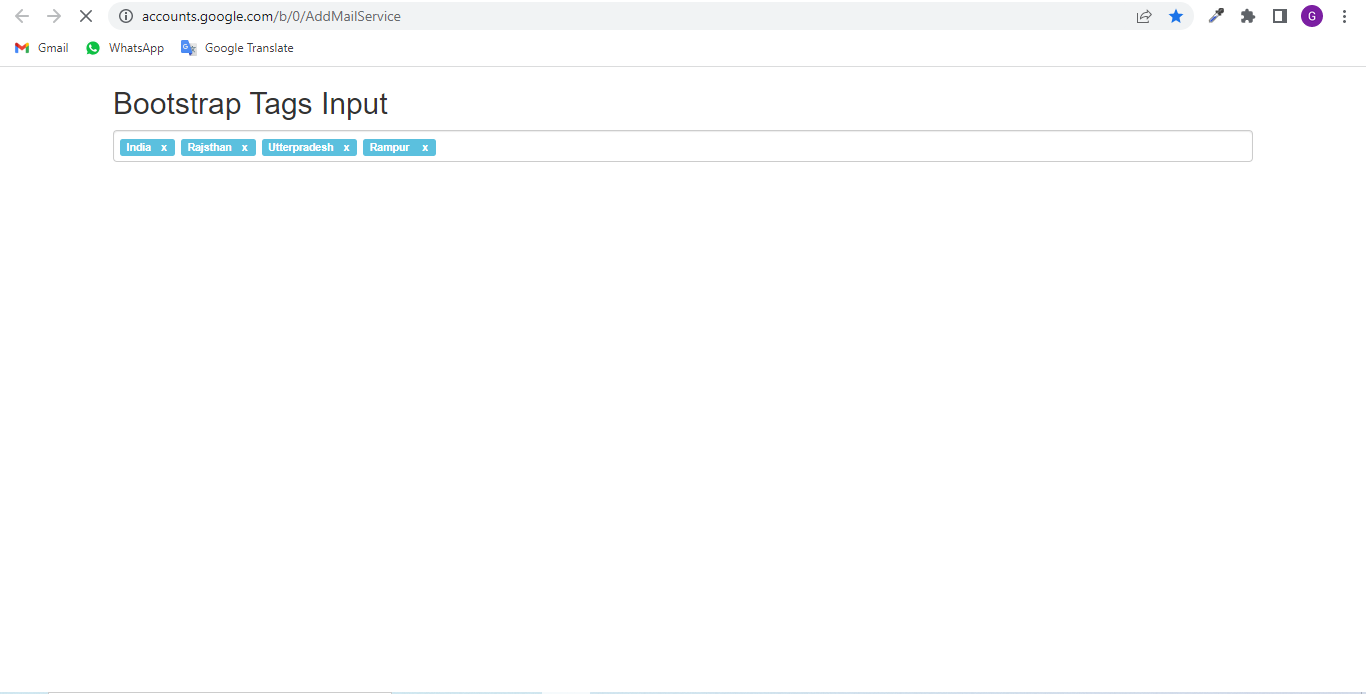 accounts.google.com/b/0/AddMailService G
Gmail WhatsApp Google Translate
Bootstrap Tags Input
India x Rajsthan x Utterpradesh x Rampur x